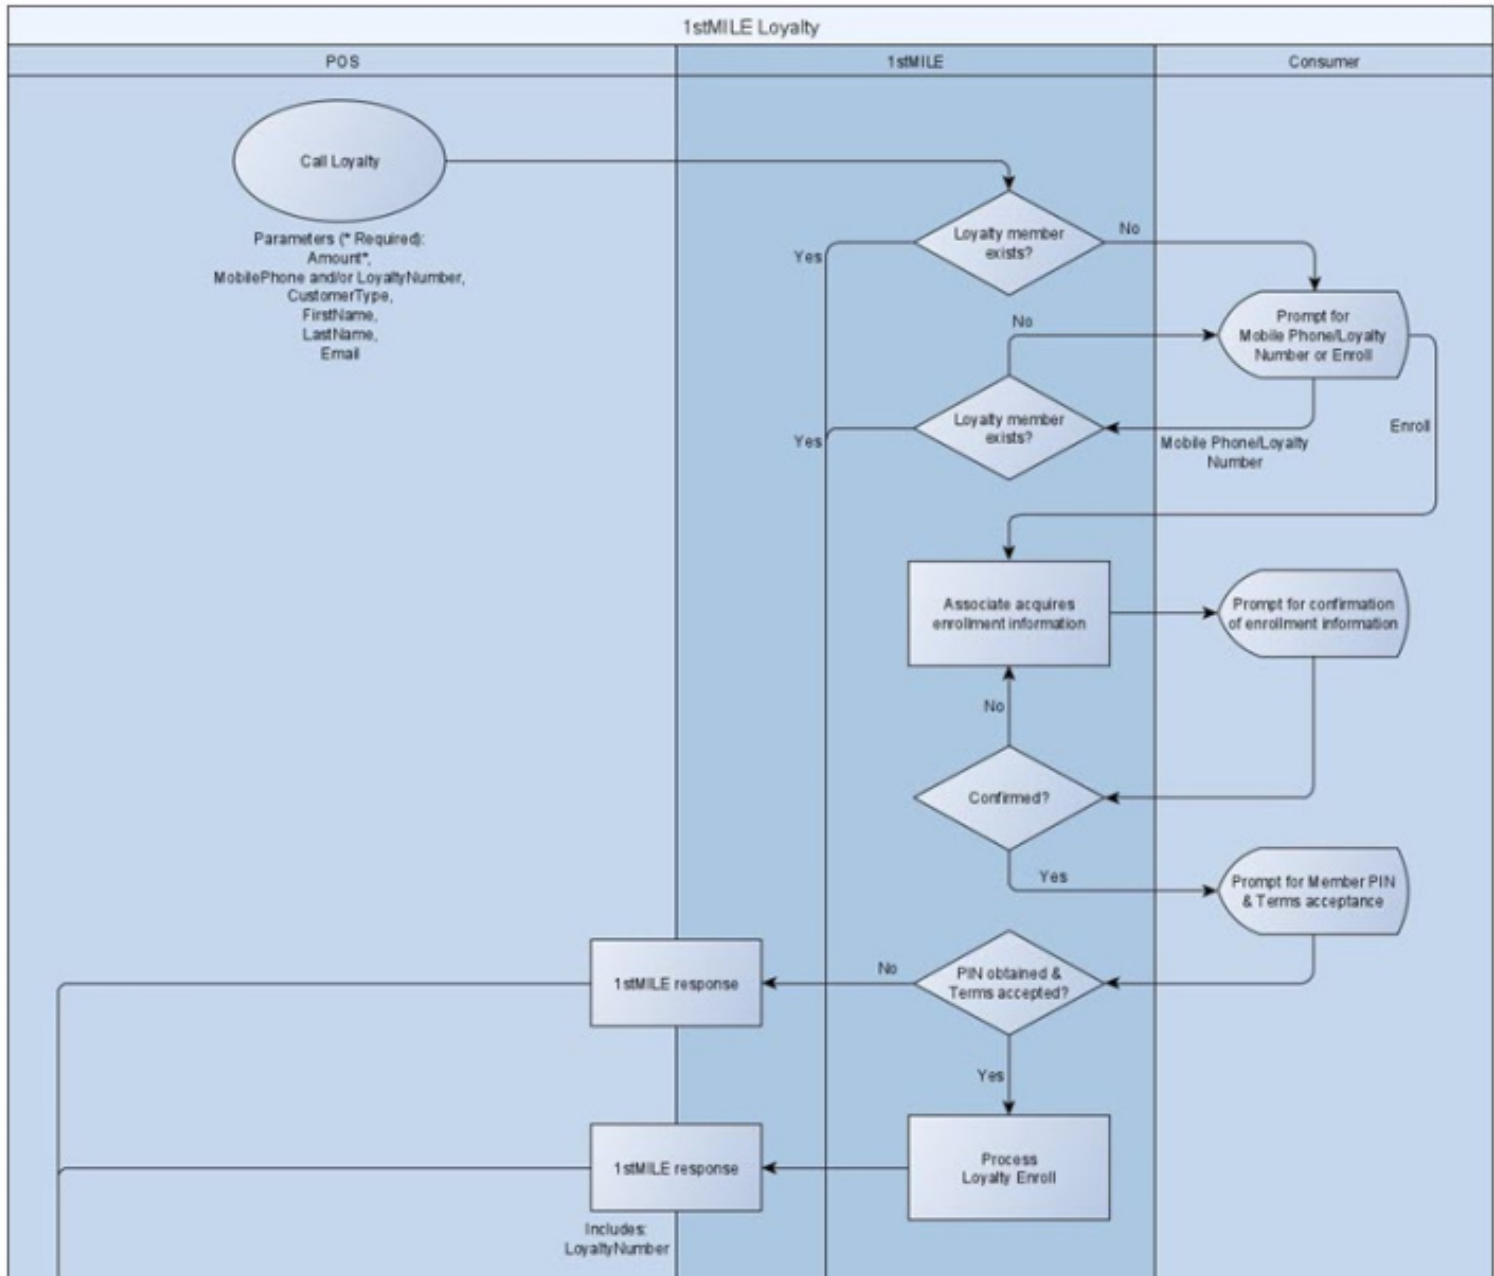 1stMILE Loyalty
POS
1stMILE
Consumer
Call Loyalty
Parameters (* Required):
Amount*,
MobilePhone and/or LoyaltyNumber,
CustomerType,
FirstName,
LastName,
Email
Loyalty member
exists?
No
Yes
Prompt for
Mobile Phone/Loyalty
Number or Enroll
No
Loyalty member
exists?
Yes
Mobile Phone/Loyalty
Number
Enroll
Associate acquires
enrollment information
Prompt for confirmation
of enrollment information
No
Confirmed?
Yes
Prompt for Member PIN
& Terms acceptance
PIN obtained &
Terms accepted?
No
1stMILE response
Yes
Process
Loyalty Enroll
1stMILE response
Includes:
LoyaltyNumber